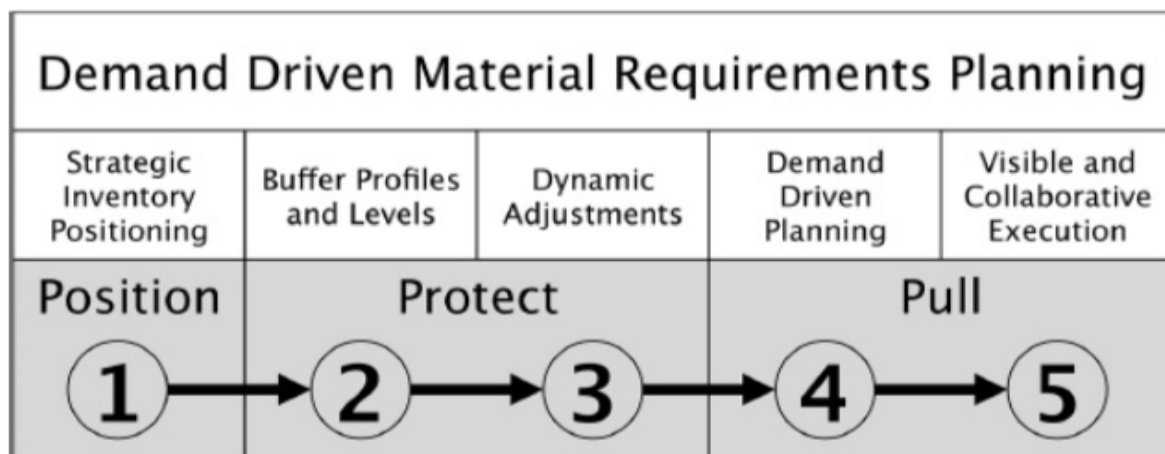 Demand Driven Material Requirements Planning
Strategic
Inventory
Positioning
Buffer Profiles
and Levels
Dynamic
Adjustments
Demand
Driven
Planning
Visible and
Collaborative
Execution
Position
Protect
Pull
1
2
3
4
5